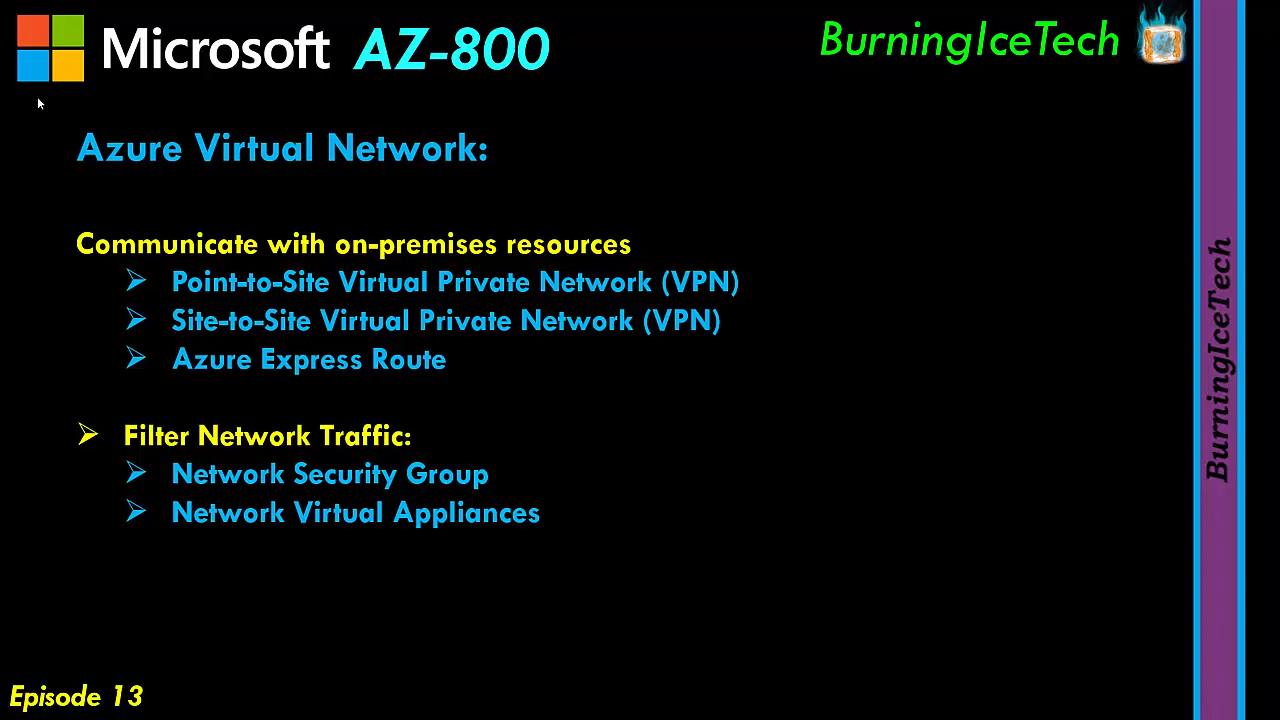 Microsoft AZ-800
BurningIceTech
Azure Virtual Network:
Communicate with on-premises resources
Point-to-Site Virtual Private Network (VPN)
Site-to-Site Virtual Private Network (VPN)
Azure Express Route
Filter Network Traffic:
Network Security Group
Network Virtual Appliances
BurningIceTech
Episode 13